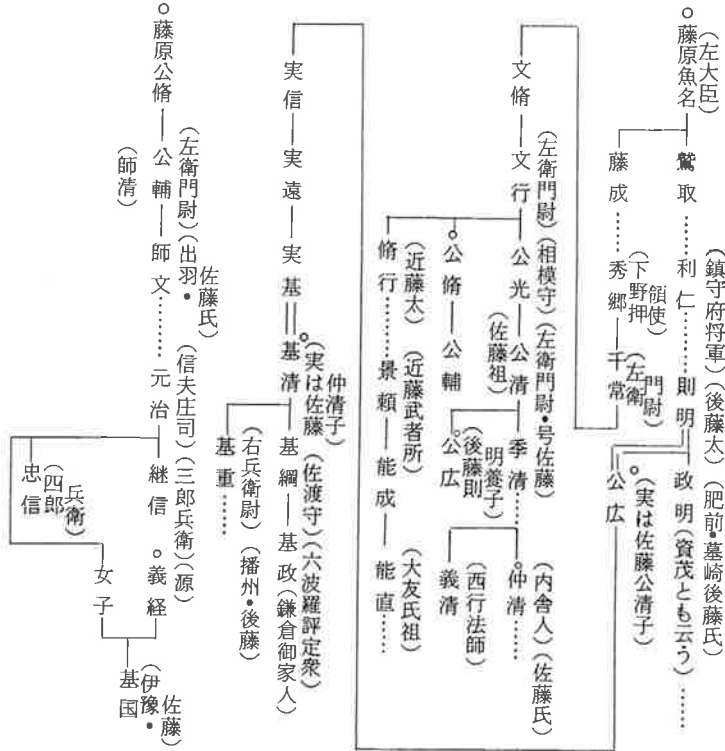 ○藤原魚名
(左大臣)
鷲取……利仁……則明
(鎮守府将軍)(後藤太)
政明……
(肥前・墓崎後藤氏)
(資茂とも云う)
○公広
(実は佐藤公清子)
藤成……秀郷―千常
(下野押領使)
(左衛門尉)
文脩―文行
(左衛門尉)(相模守)(左衛門尉・号佐藤)
公光―公清
(佐藤祖)
季清……○仲清……
(内舎人)(佐藤氏)
義清
(西行法師)
○公広
(後藤則明養子)
○公脩―公輔
脩行……景頼―能成―能直……
(近藤太)
(近藤武者所)
(大友氏祖)
実信―実遠―実基
○基清
(実は佐藤仲清子)
基綱―基政
(佐渡守)(六波羅評定衆)
(鎌倉御家人)
基重……
(右兵衛尉)
(播州・後藤)
○藤原公脩―公輔―師文……元治
(左衛門尉)(出羽・佐藤氏)
(師清)
(信夫庄司)
継信
(三郎兵衛)
忠信
(四郎兵衛)
女子
(源)
○義経
基国
(伊豫・佐藤)